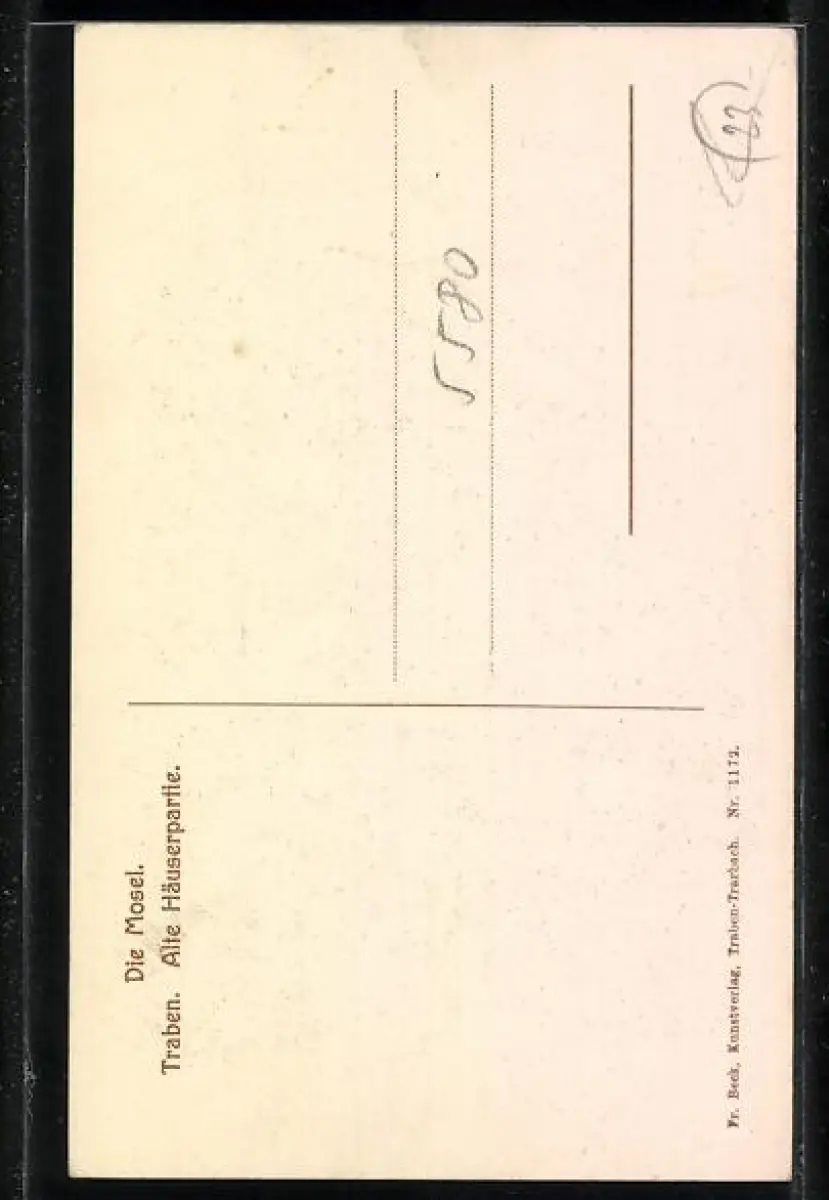 Die Mosel.
Traben. Alte Häuserpartie.
5580
Fr. Beck, Kunstverlag, Traben-Trarbach. Nr. 1172.